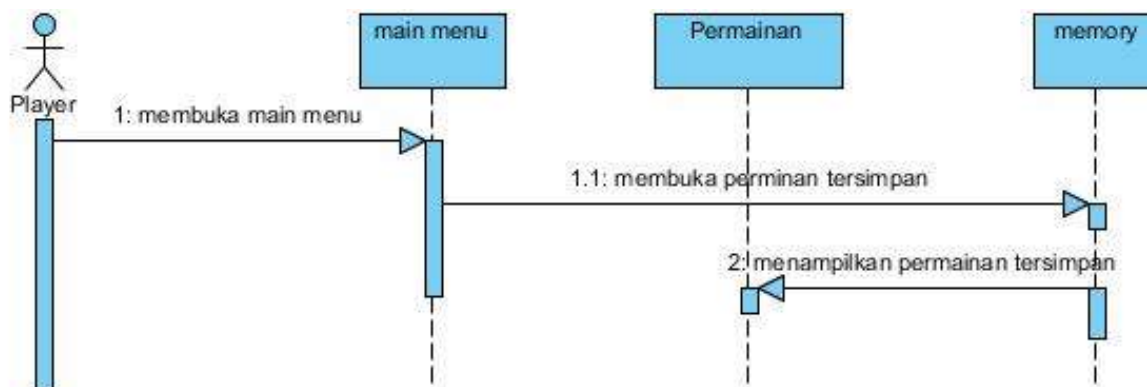 main menu
Permainan
memory
Player
1: membuka main menu
1.1: membuka perminan tersimpan
2: menampilkan permainan tersimpan